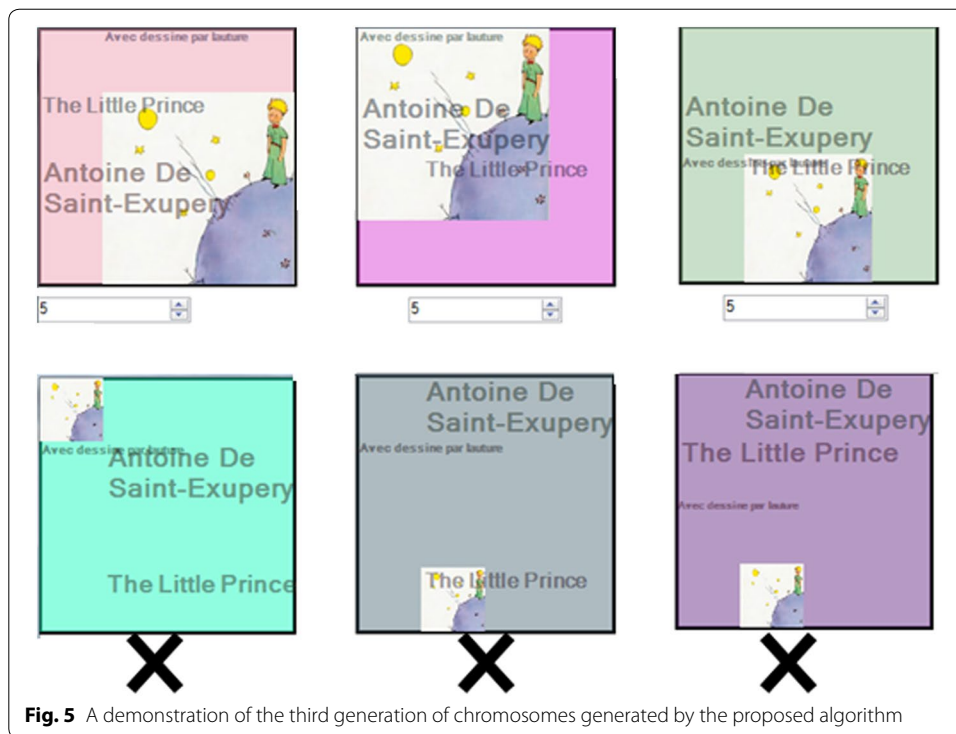 Avec dessine par lauture
The Little Prince
Antoine De
Saint-Exupery
5
Avec dessine par lauture
Antoine De
Saint-Exupery
The Little Prince
5
Antoine De
Saint-Exupery
Avec dessine par lauture
The Little Prince
5
Avec dessine par lauture
Antoine De
Saint-Exupery
The Little Prince
Antoine De
Saint-Exupery
Avec dessine par lauture
The Little Prince
Antoine De
Saint-Exupery
The Little Prince
Avec dessine par lauture
Fig. 5 A demonstration of the third generation of chromosomes generated by the proposed algorithm